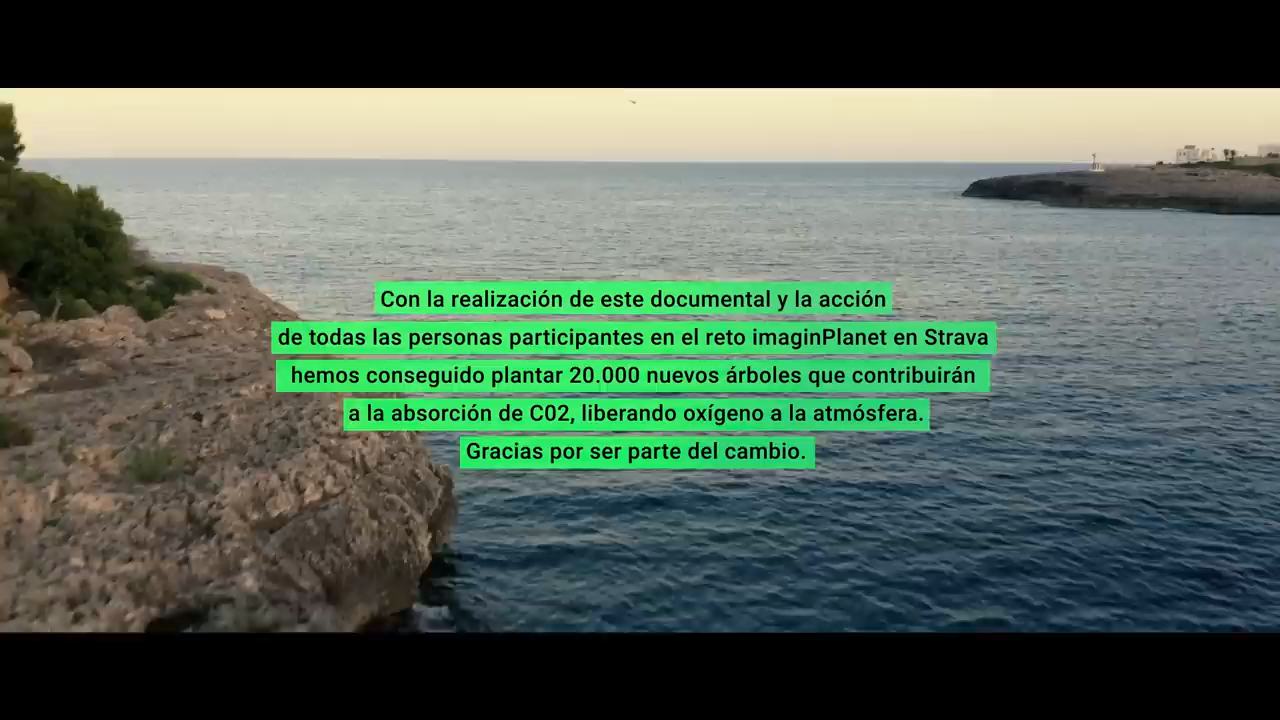 Con la realización de este documental y la acción
de todas las personas participantes en el reto imaginPlanet en Strava
hemos conseguido plantar 20.000 nuevos árboles que contribuirán
a la absorción de C02, liberando oxígeno a la atmósfera.
Gracias por ser parte del cambio.